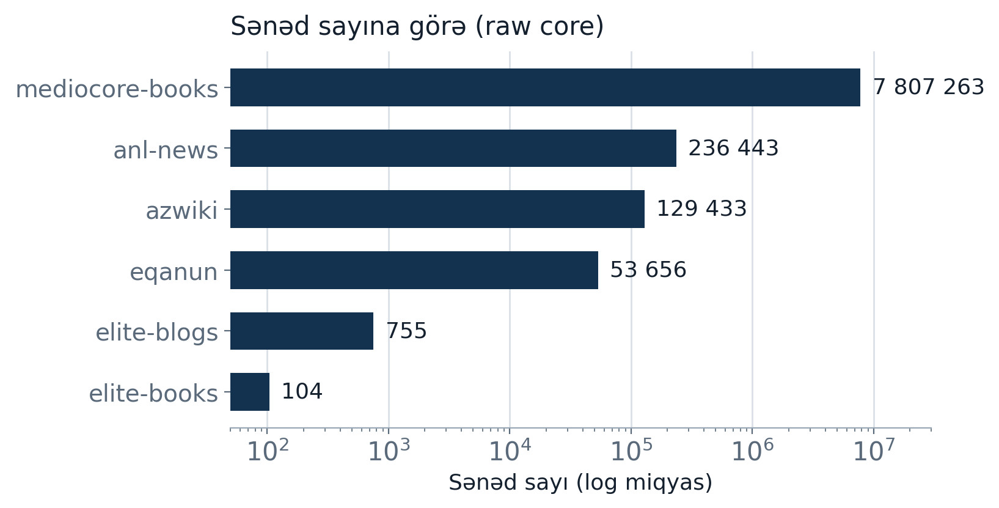 Sənəd sayına görə (raw core)
mediocore-books 7 807 263
anl-news 236 443
azwiki 129 433
eqanun 53 656
elite-blogs 755
elite-books 104
10² 10³ 10⁴ 10⁵ 10⁶ 10⁷
Sənəd sayı (log miqyas)